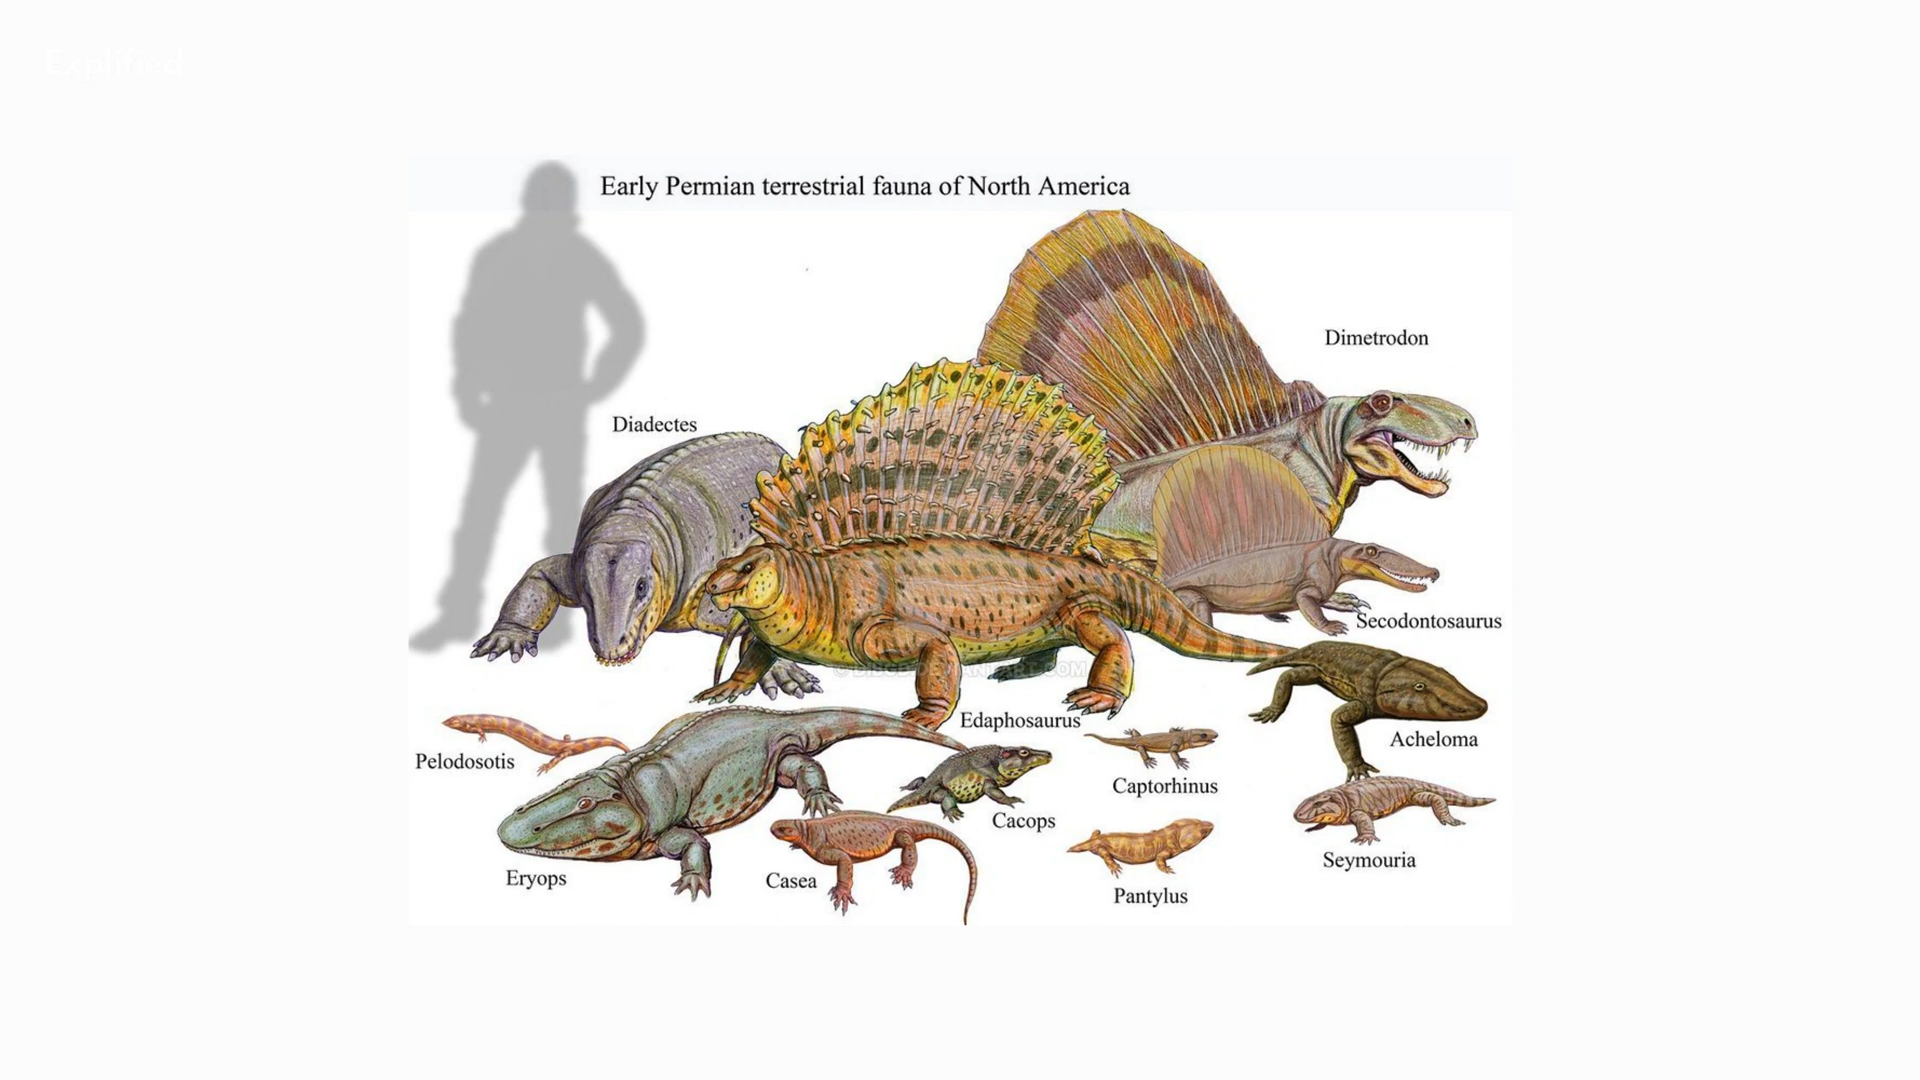 Explified
Early Permian terrestrial fauna of North America
Dimetrodon
Diadectes
Secodontosaurus
Edaphosaurus
Acheloma
Pelodosotis
Captorhinus
Cacops
Seymouria
Eryops
Casea
Pantylus